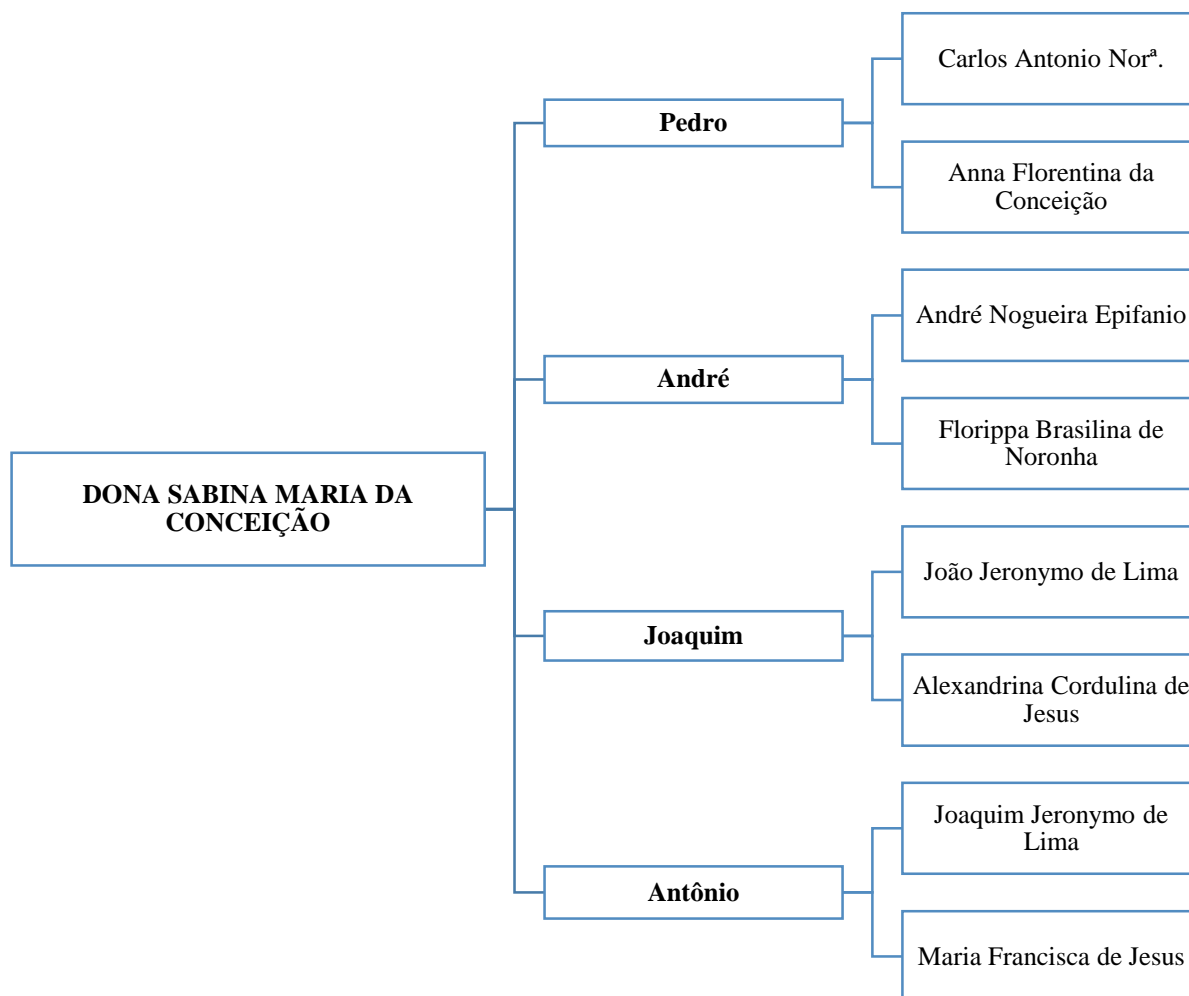 DONA SABINA MARIA DA
CONCEIÇÃO
Pedro
Carlos Antonio Norª.
Anna Florentina da
Conceição
André
André Nogueira Epifanio
Florippa Brasilina de
Noronha
Joaquim
João Jeronymo de Lima
Alexandrina Cordulina de
Jesus
Antônio
Joaquim Jeronymo de
Lima
Maria Francisca de Jesus